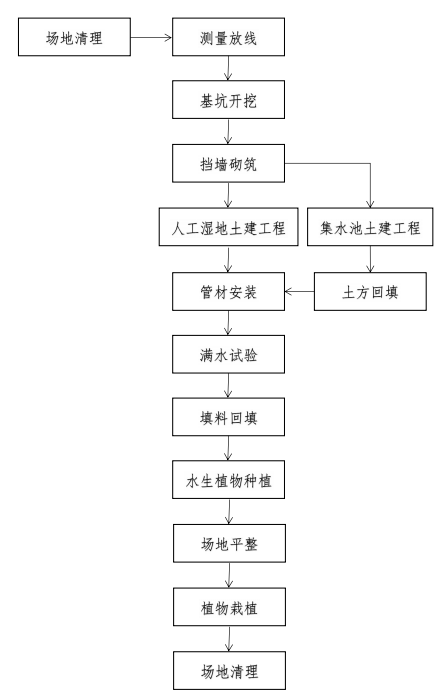 场地清理
测量放线
基坑开挖
挡墙砌筑
人工湿地土建工程
集水池土建工程
管材安装
土方回填
满水试验
填料回填
水生植物种植
场地平整
植物栽植
场地清理